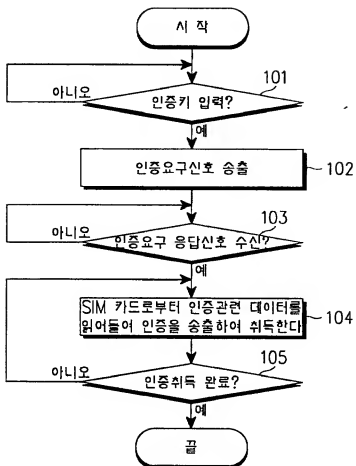 시 작
아니오
인증키 입력?
101
예
인증요구신호 송출
102
아니오
인증요구 응답신호 수신?
103
예
SIM 카드로부터 인증관련 데이터를
읽어들여 인증을 송출하여 취득한다
104
아니오
인증취득 완료?
105
예
끝